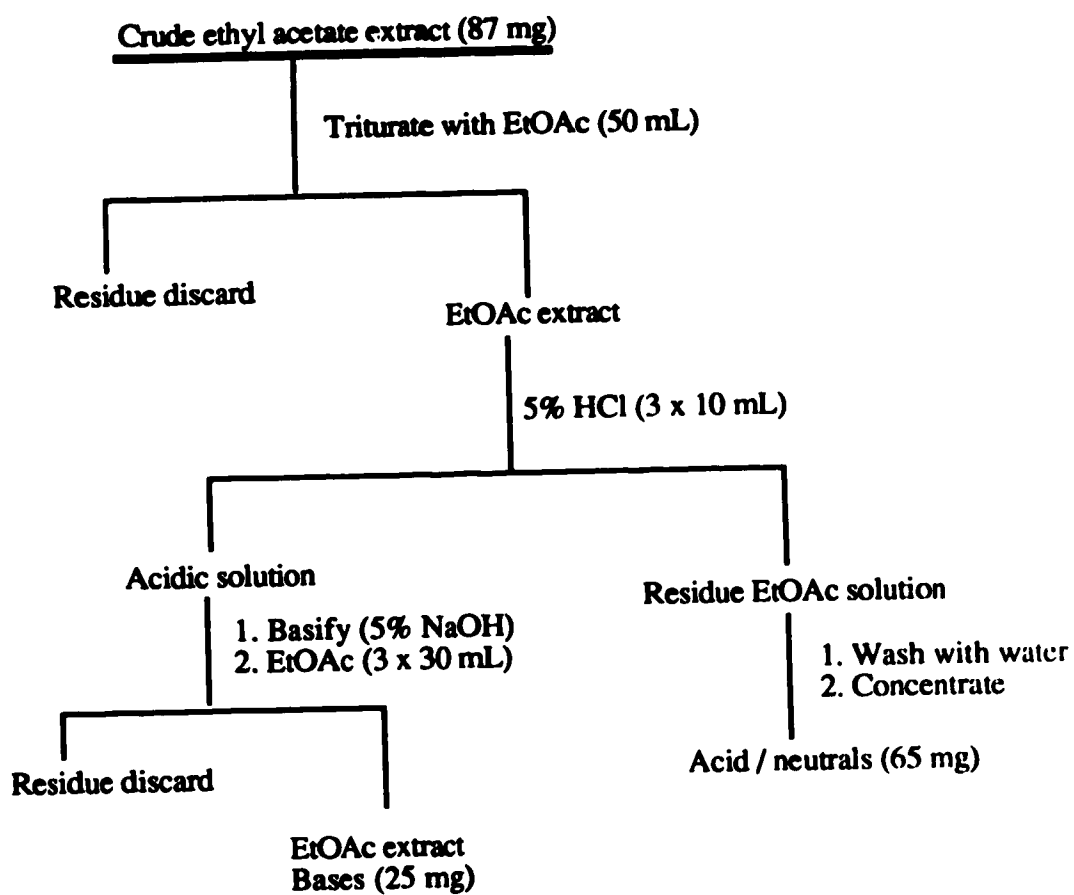 Crude ethyl acetate extract (87 mg)
Triturate with EtOAc (50 mL)
Residue discard
EtOAc extract
5% HCl (3 x 10 mL)
Acidic solution
Residue EtOAc solution
1. Basify (5% NaOH)
2. EtOAc (3 x 30 mL)
1. Wash with water
2. Concentrate
Residue discard
Acid / neutrals (65 mg)
EtOAc extract
Bases (25 mg)